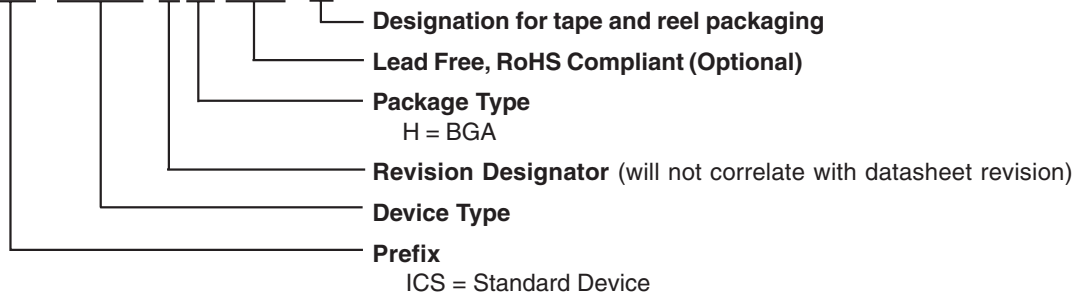 Designation for tape and reel packaging
Lead Free, RoHS Compliant (Optional)
Package Type
H = BGA
Revision Designator (will not correlate with datasheet revision)
Device Type
Prefix
ICS = Standard Device